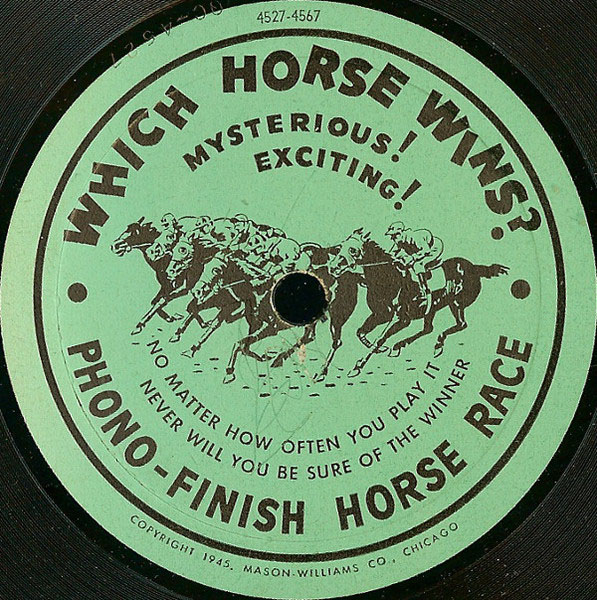 4527-4567
WHICH HORSE WINS?
MYSTERIOUS!
EXCITING!
NO MATTER HOW OFTEN YOU PLAY IT
NEVER WILL YOU BE SURE OF THE WINNER
PHONO-FINISH HORSE RACE
COPYRIGHT 1945, MASON-WILLIAMS CO., CHICAGO